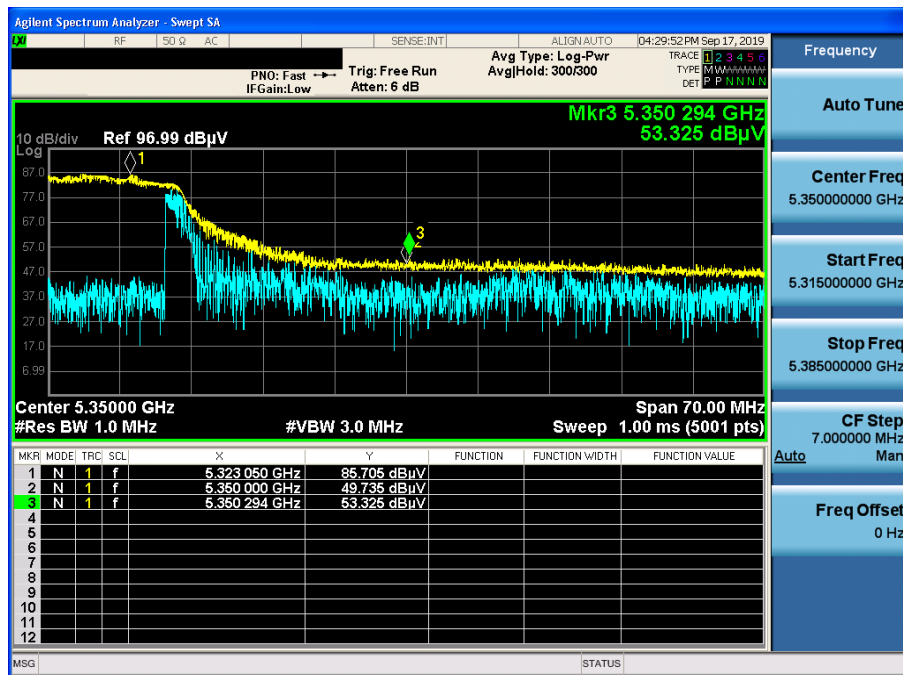 Agilent Spectrum Analyzer - Swept SA
LXI RF 50 Ω AC SENSE:INT ALIGN AUTO 04:29:52 PM Sep 17, 2019
PNO: Fast
IFGain:Low
Trig: Free Run
Atten: 6 dB
Avg Type: Log-Pwr
Avg|Hold: 300/300
TRACE 1 2 3 4 5 6
TYPE MWWWWW
DET P P N N N N
Mkr3 5.350 294 GHz
53.325 dBµV
10 dB/div Ref 96.99 dBµV
Log
87.0
77.0
67.0
57.0
47.0
37.0
27.0
17.0
6.99
1
3
2
Center 5.35000 GHz Span 70.00 MHz
#Res BW 1.0 MHz #VBW 3.0 MHz Sweep 1.00 ms (5001 pts)
MKR MODE TRC SCL X Y FUNCTION FUNCTION WIDTH FUNCTION VALUE
1 N 1 f 5.323 050 GHz 85.705 dBµV
2 N 1 f 5.350 000 GHz 49.735 dBµV
3 N 1 f 5.350 294 GHz 53.325 dBµV
4
5
6
7
8
9
10
11
12
MSG STATUS
Frequency
Auto Tune
Center Freq
5.350000000 GHz
Start Freq
5.315000000 GHz
Stop Freq
5.385000000 GHz
CF Step
7.000000 MHz
Auto Man
Freq Offset
0 Hz